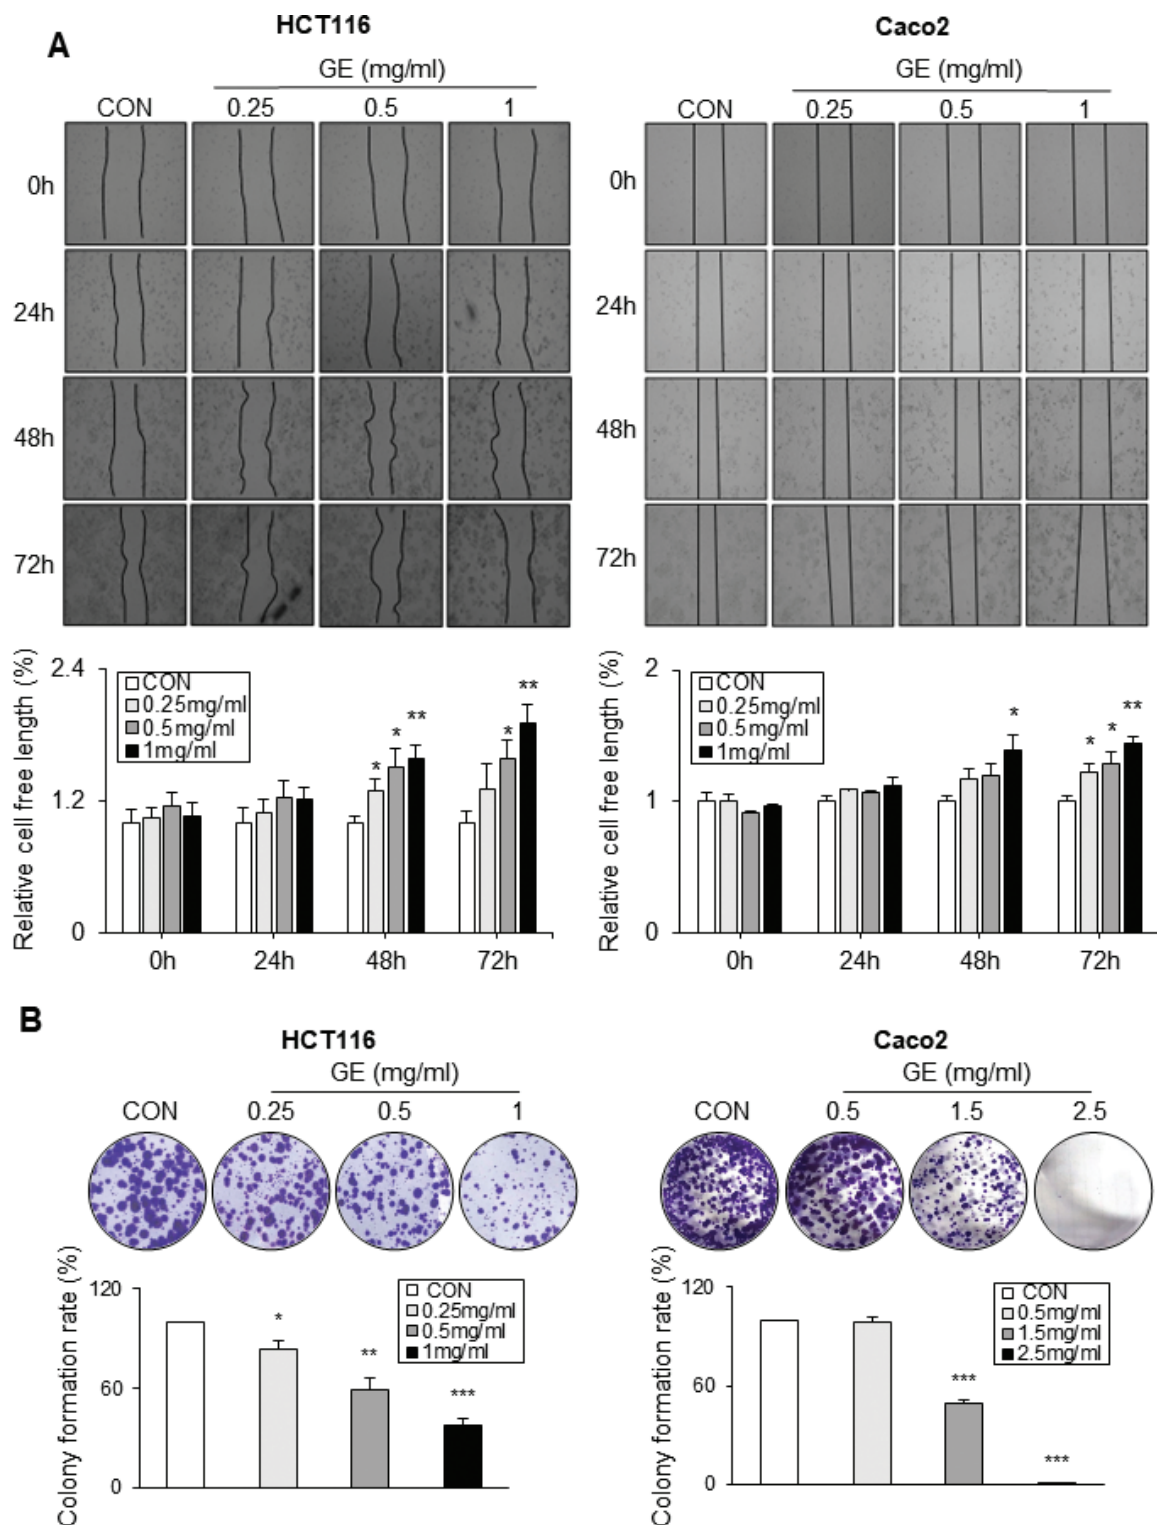 A
HCT116
GE (mg/ml)
CON 0.25 0.5 1
0h
24h
48h
72h
Caco2
GE (mg/ml)
CON 0.25 0.5 1
0h
24h
48h
72h
Relative cell free length (%)
2.4
1.2
0
CON
0.25mg/ml
0.5mg/ml
1mg/ml
* * **
* **
0h 24h 48h 72h
Relative cell free length (%)
2
1
0
CON
0.25mg/ml
0.5mg/ml
1mg/ml
*
* * **
0h 24h 48h 72h
B
HCT116
GE (mg/ml)
CON 0.25 0.5 1
Caco2
GE (mg/ml)
CON 0.5 1.5 2.5
Colony formation rate (%)
120
60
0
CON
0.25mg/ml
0.5mg/ml
1mg/ml
* ** ***
Colony formation rate (%)
120
60
0
CON
0.5mg/ml
1.5mg/ml
2.5mg/ml
*** ***